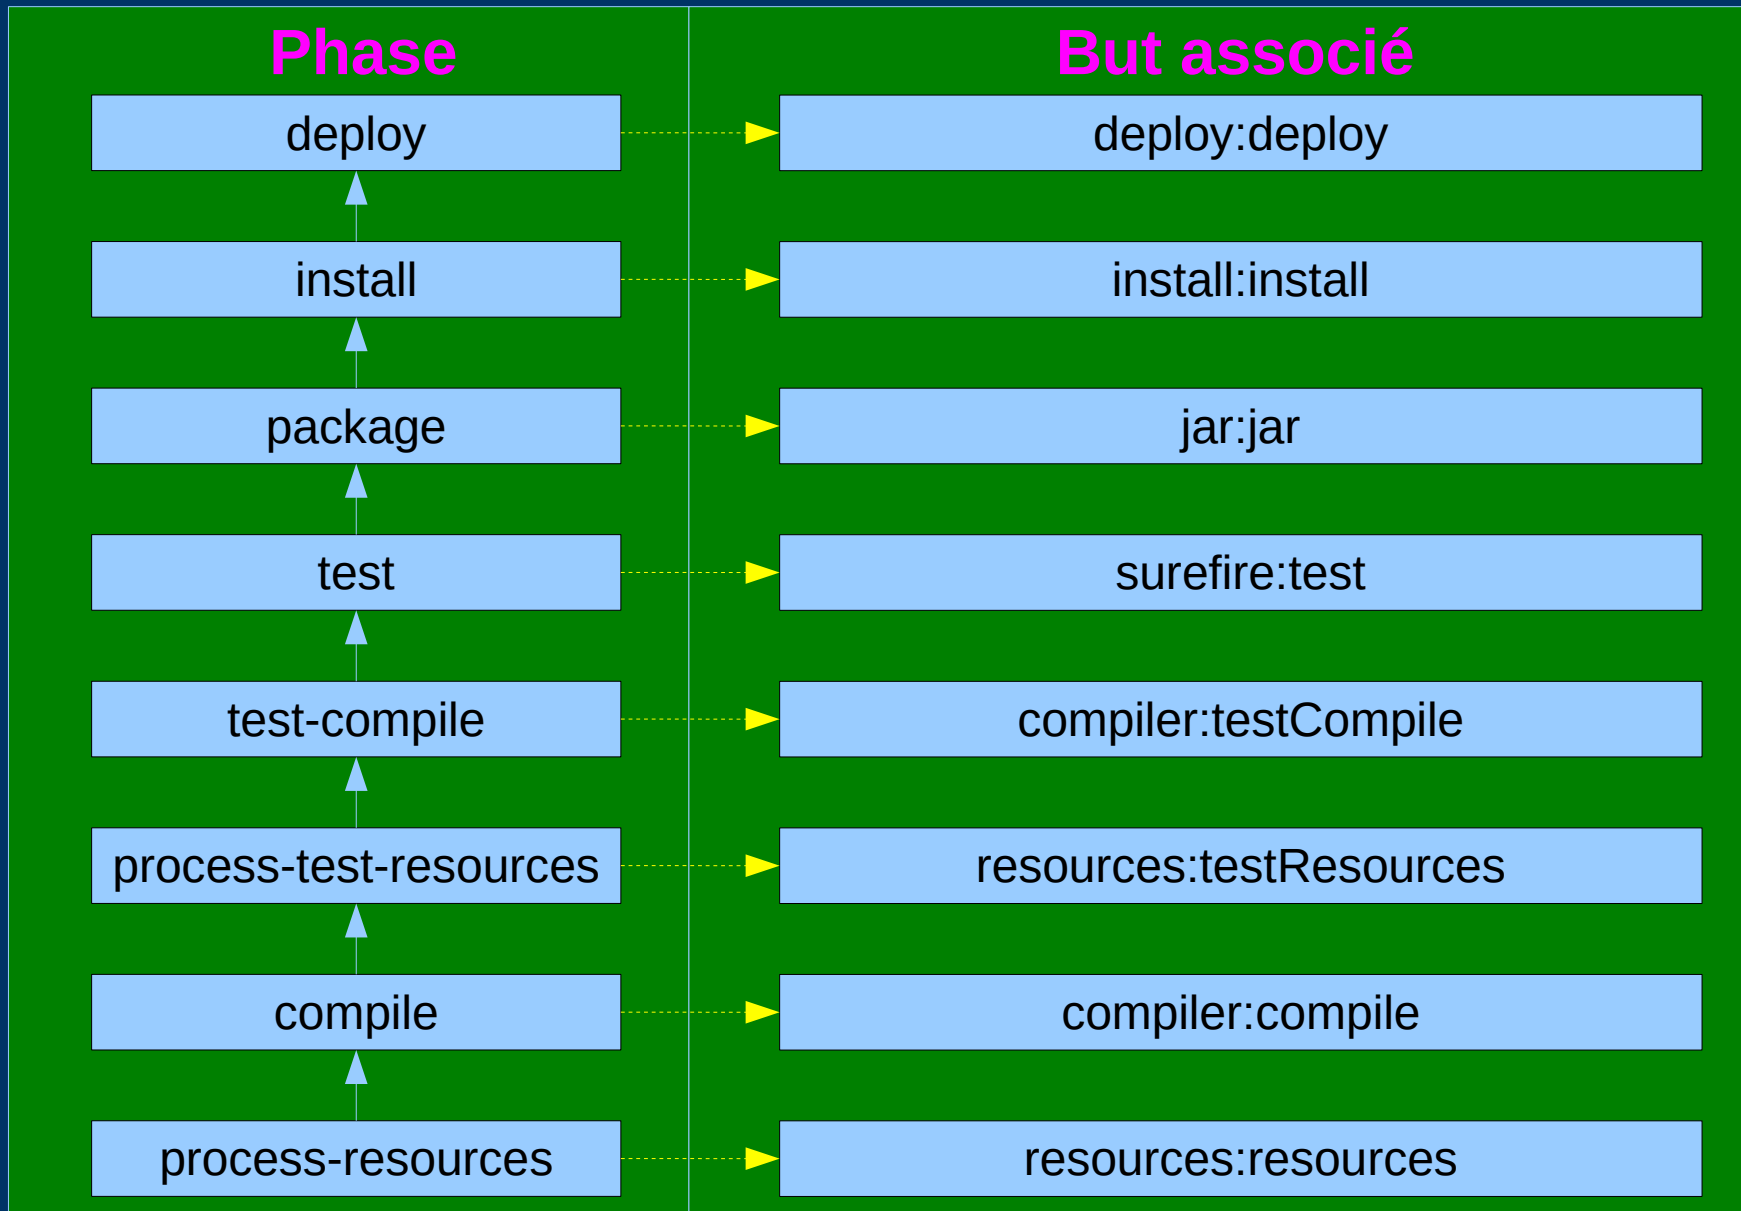 Phase
But associé
deploy
deploy:deploy
install
install:install
package
jar:jar
test
surefire:test
test-compile
compiler:testCompile
process-test-resources
resources:testResources
compile
compiler:compile
process-resources
resources:resources